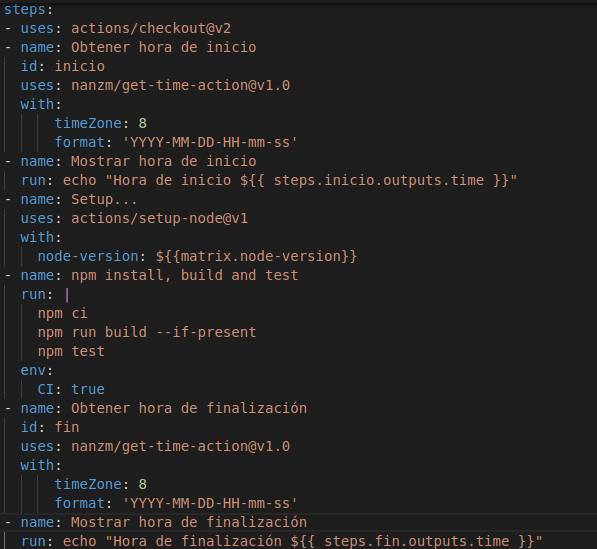 steps:
- uses: actions/checkout@v2
- name: Obtener hora de inicio
  id: inicio
  uses: nanzm/get-time-action@v1.0
  with:
      timeZone: 8
      format: 'YYYY-MM-DD-HH-mm-ss'
- name: Mostrar hora de inicio
  run: echo "Hora de inicio ${{ steps.inicio.outputs.time }}"
- name: Setup...
  uses: actions/setup-node@v1
  with:
    node-version: ${{matrix.node-version}}
- name: npm install, build and test
  run: |
    npm ci
    npm run build --if-present
    npm test
  env:
    CI: true
- name: Obtener hora de finalización
  id: fin
  uses: nanzm/get-time-action@v1.0
  with:
      timeZone: 8
      format: 'YYYY-MM-DD-HH-mm-ss'
- name: Mostrar hora de finalización
  run: echo "Hora de finalización ${{ steps.fin.outputs.time }}"